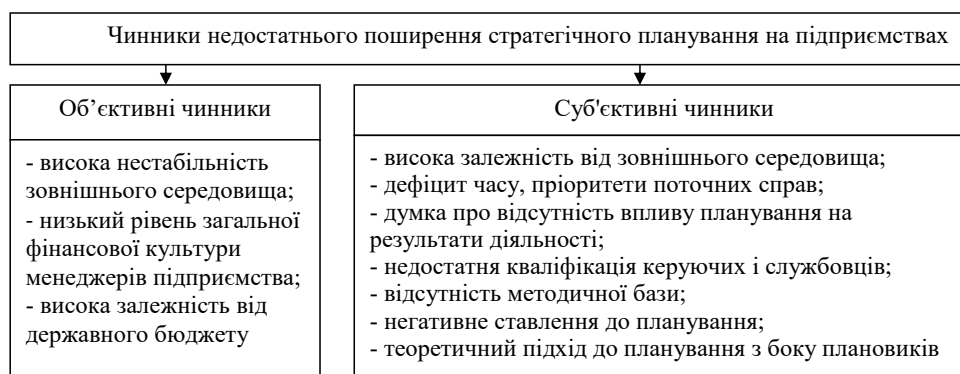 Чинники недостатнього поширення стратегічного планування на підприємствах
Об’єктивні чинники
- висока нестабільність
зовнішнього середовища;
- низький рівень загальної
фінансової культури
менеджерів підприємства;
- висока залежність від
державного бюджету
Суб'єктивні чинники
- висока залежність від зовнішнього середовища;
- дефіцит часу, пріоритети поточних справ;
- думка про відсутність впливу планування на
результати діяльності;
- недостатня кваліфікація керуючих і службовців;
- відсутність методичної бази;
- негативне ставлення до планування;
- теоретичний підхід до планування з боку плановиків